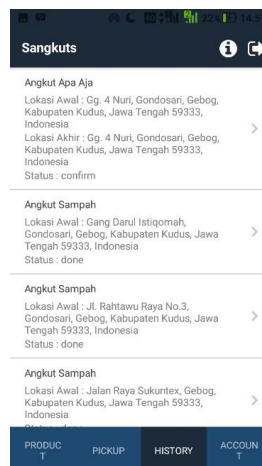 22% 14.5
Sangkuts
Angkut Apa Aja
Lokasi Awal : Gg. 4 Nuri, Gondosari, Gebog,
Kabupaten Kudus, Jawa Tengah 59333,
Indonesia
Lokasi Akhir : Gg. 4 Nuri, Gondosari, Gebog,
Kabupaten Kudus, Jawa Tengah 59333,
Indonesia
Status : confirm
Angkut Sampah
Lokasi Awal : Gang Darul Istiqomah,
Gondosari, Gebog, Kabupaten Kudus, Jawa
Tengah 59333, Indonesia
Status : done
Angkut Sampah
Lokasi Awal : Jl. Rahtawu Raya No.3,
Gondosari, Gebog, Kabupaten Kudus, Jawa
Tengah 59333, Indonesia
Status : done
Angkut Sampah
Lokasi Awal : Jalan Raya Sukuntex, Gebog,
Kabupaten Kudus, Jawa Tengah 59333,
Indonesia
PRODUC
T
PICKUP
HISTORY
ACCOUN
T